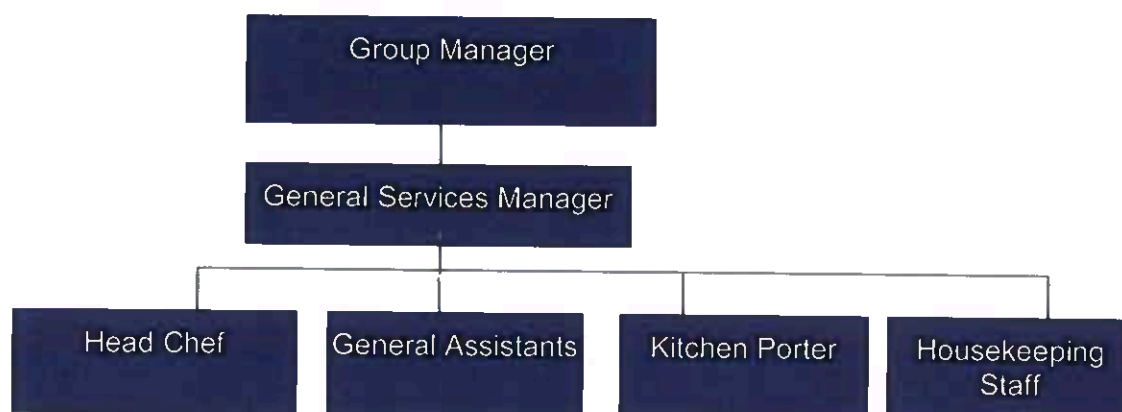 Group Manager
General Services Manager
Head Chef
General Assistants
Kitchen Porter
Housekeeping
Staff